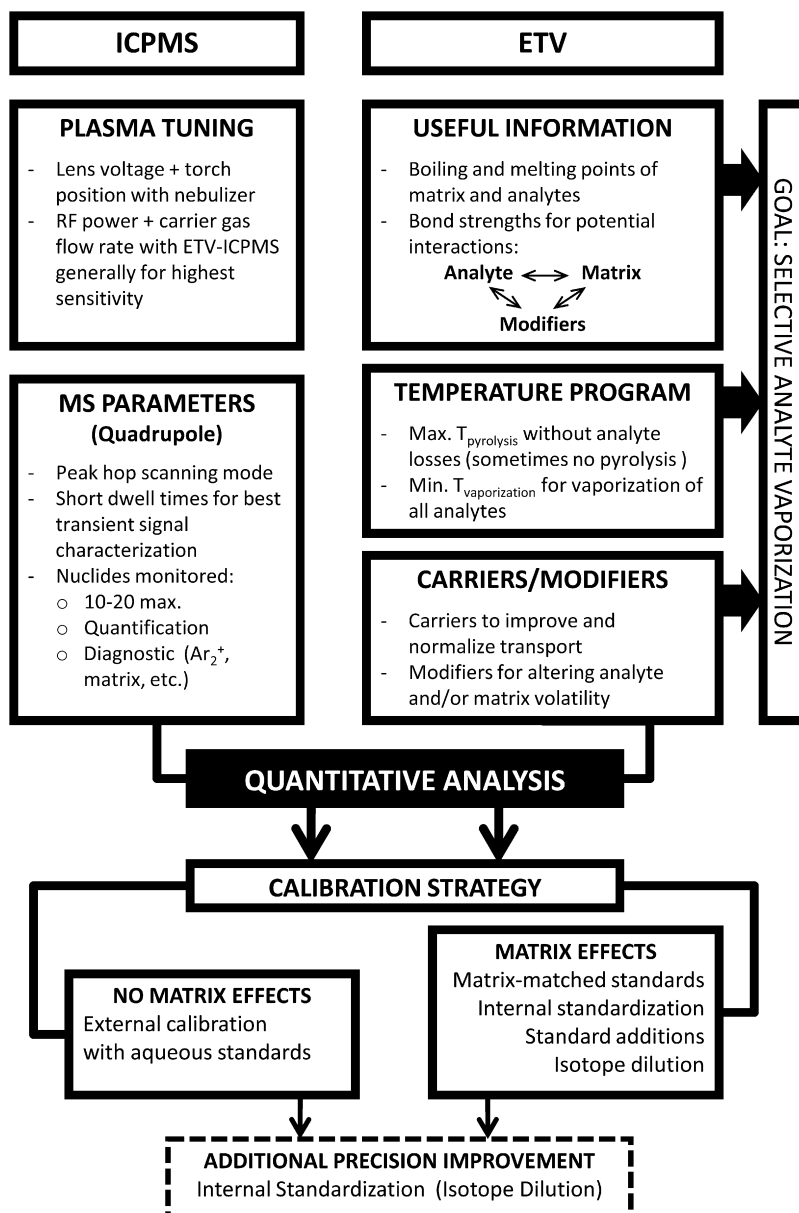 ICPMS
ETV
PLASMA TUNING
- Lens voltage + torch
position with nebulizer
- RF power + carrier gas
flow rate with ETV-ICPMS
generally for highest
sensitivity
MS PARAMETERS
(Quadrupole)
- Peak hop scanning mode
- Short dwell times for best
transient signal
characterization
- Nuclides monitored:
o 10-20 max.
o Quantification
o Diagnostic (Ar₂⁺,
matrix, etc.)
USEFUL INFORMATION
- Boiling and melting points of
matrix and analytes
- Bond strengths for potential
interactions:
Analyte Matrix
Modifiers
TEMPERATURE PROGRAM
- Max. Tpyrolysis without analyte
losses (sometimes no pyrolysis )
- Min. Tvaporization for vaporization of
all analytes
CARRIERS/MODIFIERS
- Carriers to improve and
normalize transport
- Modifiers for altering analyte
and/or matrix volatility
GOAL: SELECTIVE ANALYTE VAPORIZATION
QUANTITATIVE ANALYSIS
CALIBRATION STRATEGY
NO MATRIX EFFECTS
External calibration
with aqueous standards
MATRIX EFFECTS
Matrix-matched standards
Internal standardization
Standard additions
Isotope dilution
ADDITIONAL PRECISION IMPROVEMENT
Internal Standardization (Isotope Dilution)